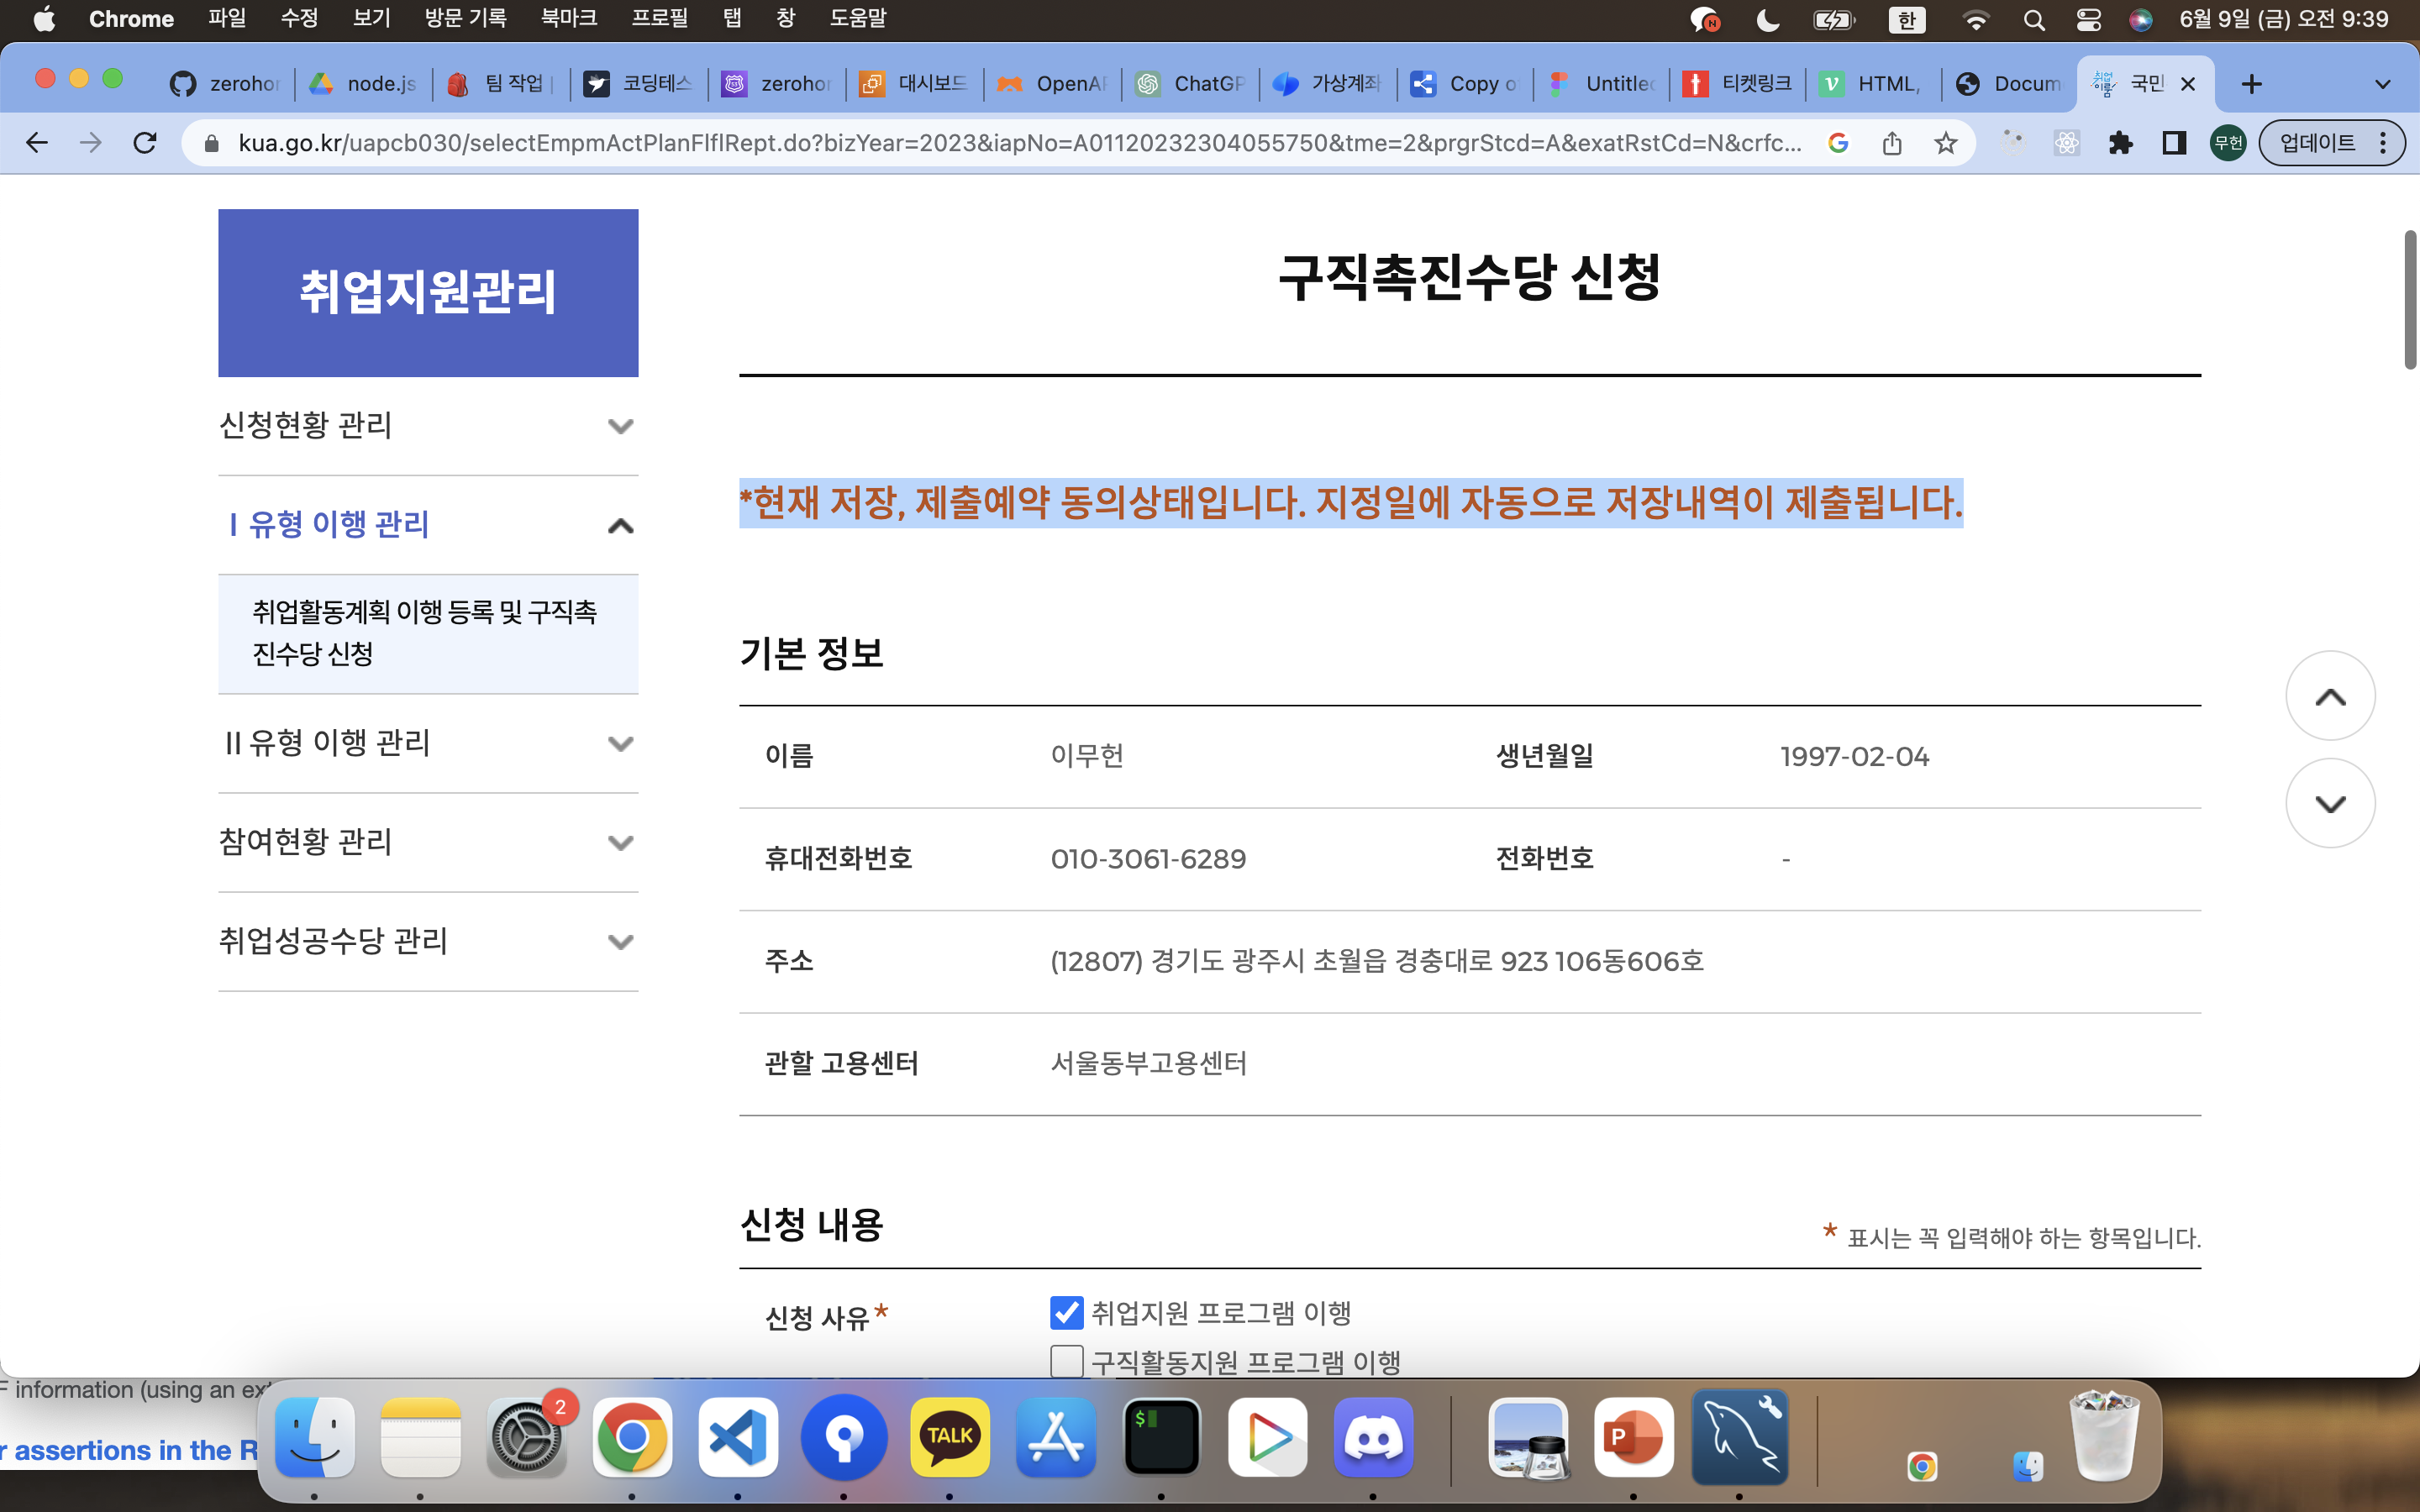 Chrome 파일 수정 보기 방문 기록 북마크 프로필 탭 창 도움말 한 6월 9일 (금) 오전 9:39
zerohor node.js 팀 작업 코딩테스 zerohor 대시보드 OpenAP ChatGP 가상계좌 Copy o Untitled 티켓링크 HTML, Docum 국민
kua.go.kr/uapcb030/selectEmpmActPlanFlflRept.do?bizYear=2023&iapNo=A01120232304055750&tme=2&prgrStcd=A&exatRstCd=N&crfc... 무헌 업데이트
취업지원관리
신청현황 관리
Ⅰ유형 이행 관리
취업활동계획 이행 등록 및 구직촉
진수당 신청
Ⅱ유형 이행 관리
참여현황 관리
취업성공수당 관리
구직촉진수당 신청
*현재 저장, 제출예약 동의상태입니다. 지정일에 자동으로 저장내역이 제출됩니다.
기본 정보
이름 이무헌 생년월일 1997-02-04
휴대전화번호 010-3061-6289 전화번호 -
주소 (12807) 경기도 광주시 초월읍 경충대로 923 106동606호
관할 고용센터 서울동부고용센터
신청 내용 * 표시는 꼭 입력해야 하는 항목입니다.
신청 사유* 취업지원 프로그램 이행
구직활동지원 프로그램 이행
information (using an ex
r assertions in the R
2
TALK
$
P